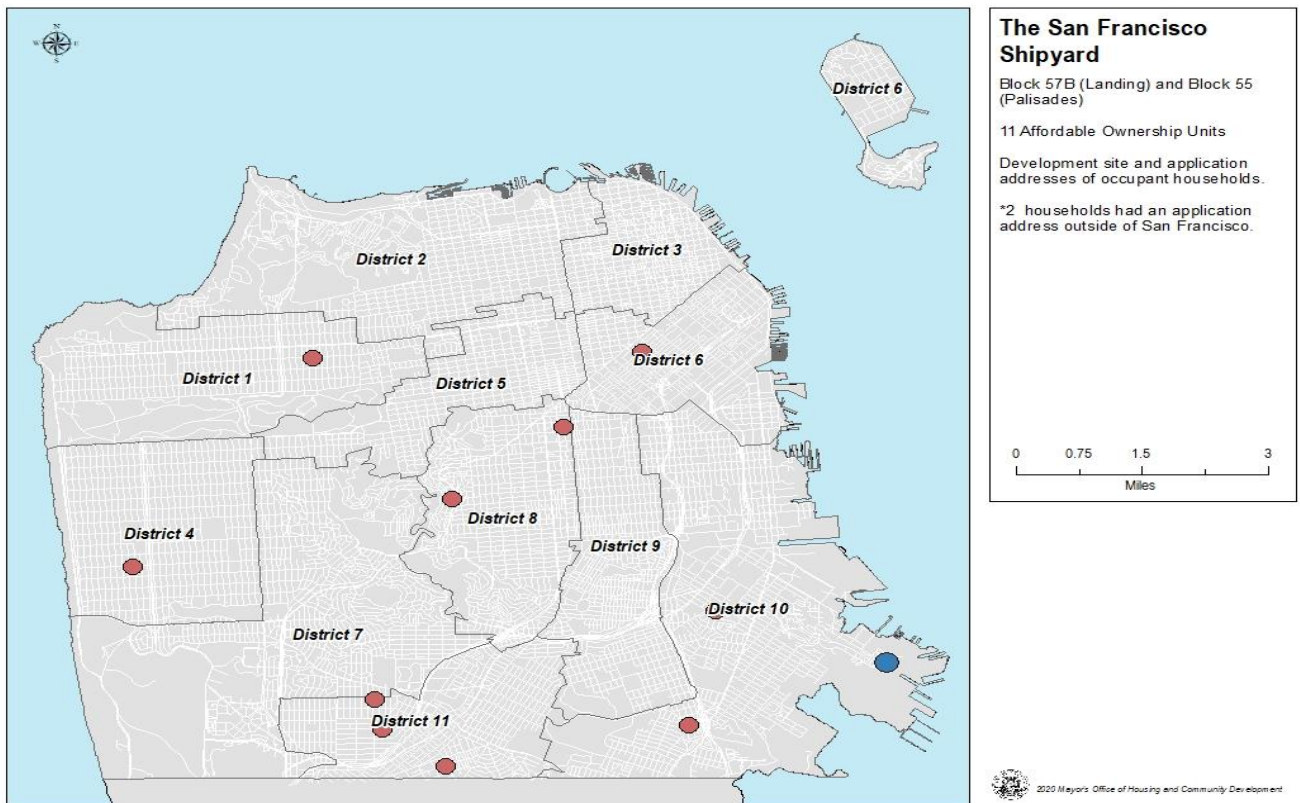 N
W E
S
District 6
District 3
District 2
District 6
District 1
District 5
District 8
District 4
District 9
District 10
District 7
District 11
The San Francisco
Shipyard
Block 57B (Landing) and Block 55
(Palisades)
11 Affordable Ownership Units
Development site and application
addresses of occupant households.
*2 households had an application
address outside of San Francisco.
0 0.75 1.5 3
Miles
2020 Mayor's Office of Housing and Community Development